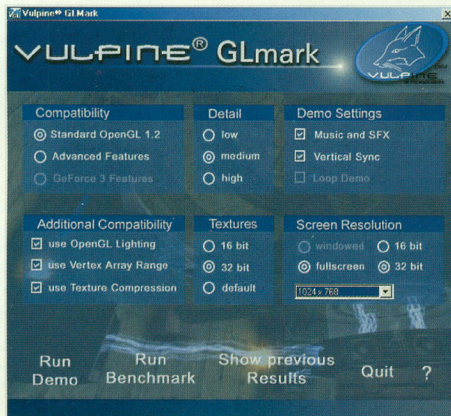 Vulpine® Gl Mark
VULPINE® GLmark
VULPINE
Compatibility
Standard OpenGL 1.2
Advanced Features
GeForce 3 Features
Detail
low
medium
high
Demo Settings
Music and SFX
Vertical Sync
Loop Demo
Additional Compatibility
use OpenGL Lighting
use Vertex Array Range
use Texture Compression
Textures
16 bit
32 bit
default
Screen Resolution
windowed 16 bit
fullscreen 32 bit
1024 x 768
Run Demo
Run Benchmark
Show previous Results
Quit
?